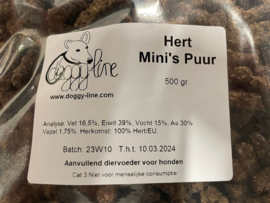 Hert
Mini's Puur
500 gr.
doggy-line
www.doggy-line.com
Analyse: Vet 16,5%, Eiwit 39%, Vocht 15%, As 30%
Vezel 1.75%. Herkomst: 100% Hert/EU.
Batch: 23W10 T.h.t. 10.03.2024
Aanvullend diervoeder voor honden
Cat.3 Niet voor menselijke consumptie